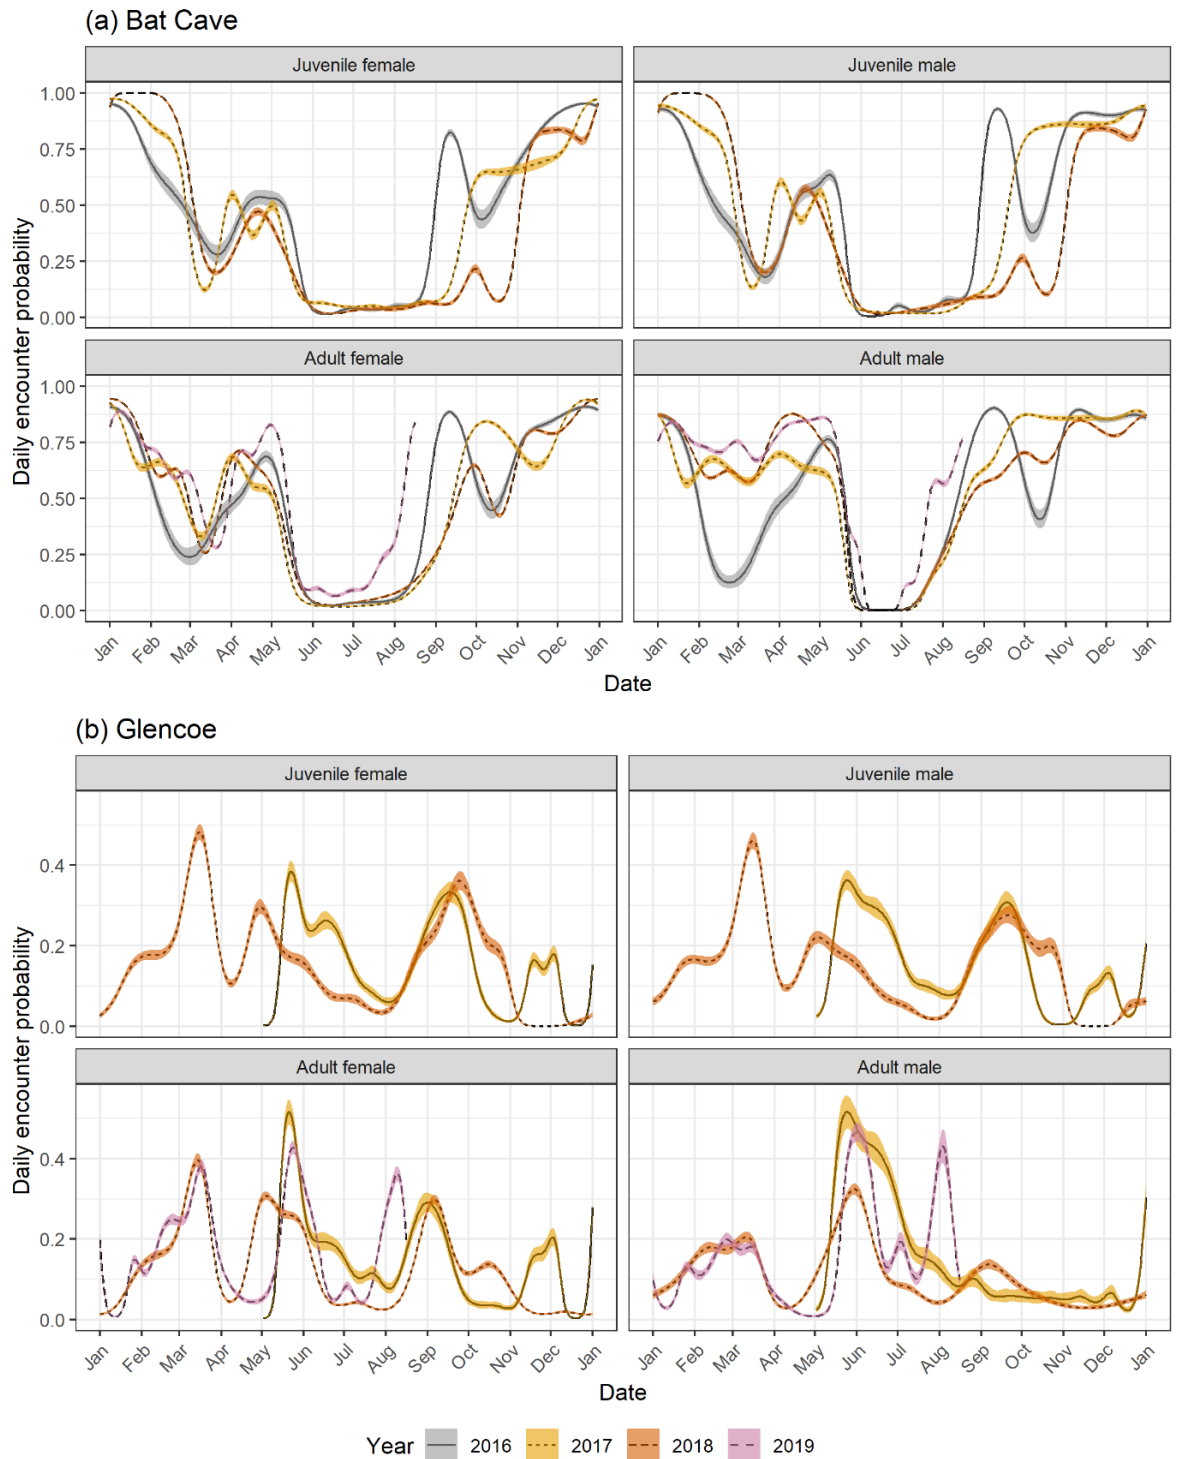 (a) Bat Cave
Juvenile female
Juvenile male
1.00
0.75
0.50
0.25
0.00
Adult female
Adult male
1.00
0.75
0.50
0.25
0.00
Daily encounter probability
Jan Feb Mar Apr May Jun Jul Aug Sep Oct Nov Dec Jan
Jan Feb Mar Apr May Jun Jul Aug Sep Oct Nov Dec Jan
Date
(b) Glencoe
Juvenile female
Juvenile male
0.4
0.2
0.0
Adult female
Adult male
0.4
0.2
0.0
Daily encounter probability
Jan Feb Mar Apr May Jun Jul Aug Sep Oct Nov Dec Jan
Jan Feb Mar Apr May Jun Jul Aug Sep Oct Nov Dec Jan
Date
Year 2016 2017 2018 2019